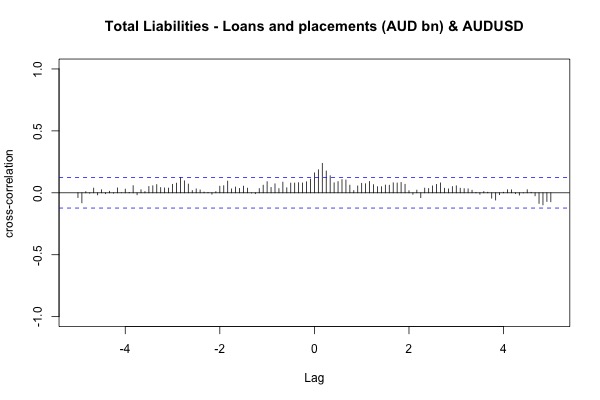 Total Liabilities - Loans and placements (AUD bn) & AUDUSD
cross-correlation
1.0
0.5
0.0
-0.5
-1.0
-4 -2 0 2 4
Lag